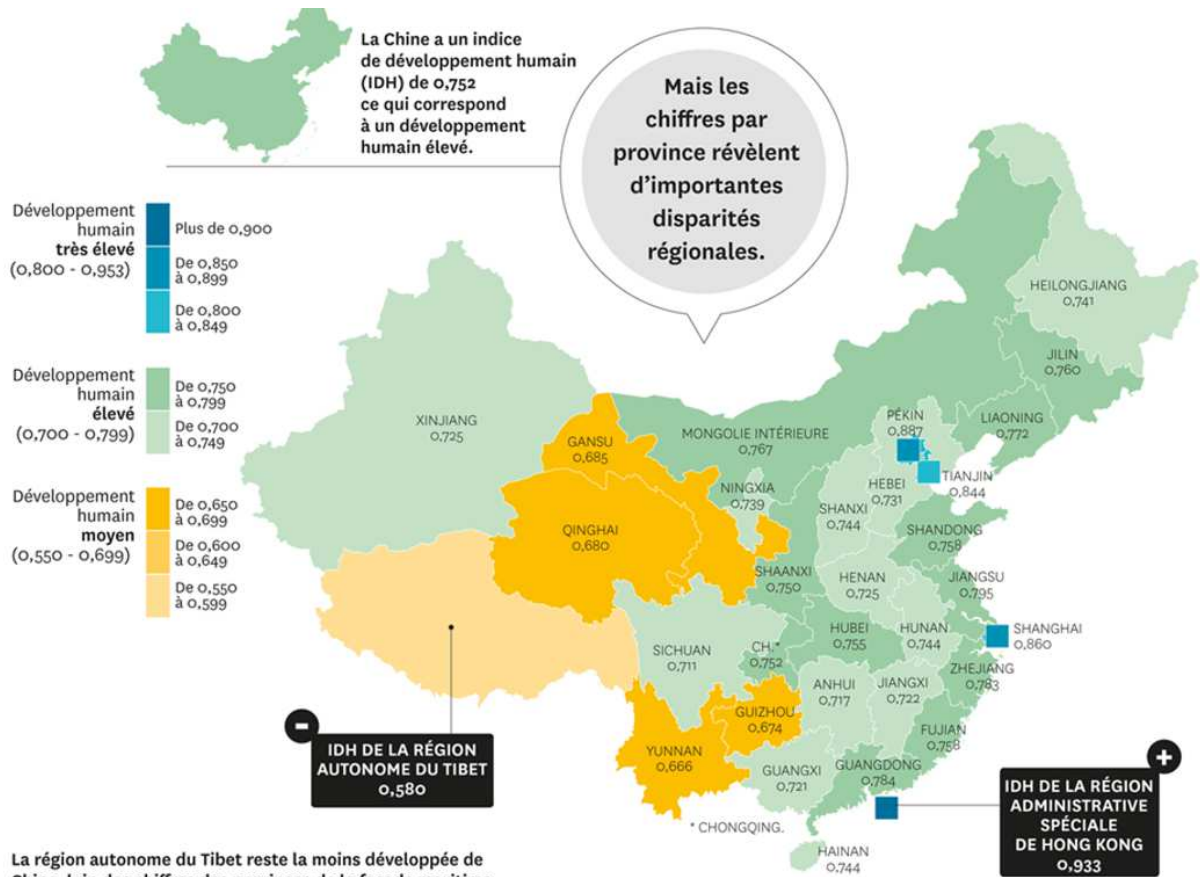 La Chine a un indice
de développement humain
(IDH) de 0,752
ce qui correspond
à un développement
humain élevé.
Mais les
chiffres par
province révèlent
d'importantes
disparités
régionales.
Développement
humain
très élevé
(0,800 - 0,953)
Plus de 0,900
De 0,850
à 0,899
De 0,800
à 0,849
Développement
humain
élevé
(0,700 - 0,799)
De 0,750
à 0,799
De 0,700
à 0,749
Développement
humain
moyen
(0,550 - 0,699)
De 0,650
à 0,699
De 0,600
à 0,649
De 0,550
à 0,599
HEILONGJIANG
0,741
JILIN
0,760
LIAONING
0,772
PÉKIN
0,887
TIANJIN
0,844
HEBEI
0,731
XINJIANG
0,725
GANSU
0,685
MONGOLIE INTÉRIEURE
0,767
NINGXIA
0,739
SHANXI
0,744
SHANDONG
0,758
QINGHAI
0,680
SHAANXI
0,750
HENAN
0,725
JIANGSU
0,795
SICHUAN
0,711
CH.*
0,752
HUBEI
0,755
HUNAN
0,744
SHANGHAI
0,860
ZHEJIANG
0,783
ANHUI
0,717
JIANGXI
0,722
GUIZHOU
0,674
FUJIAN
0,758
YUNNAN
0,666
GUANGXI
0,721
GUANGDONG
0,784
* CHONGQING.
HAINAN
0,744
-
IDH DE LA RÉGION
AUTONOME DU TIBET
0,580
+
IDH DE LA RÉGION
ADMINISTRATIVE
SPÉCIALE
DE HONG KONG
0,933
La région autonome du Tibet reste la moins développée de